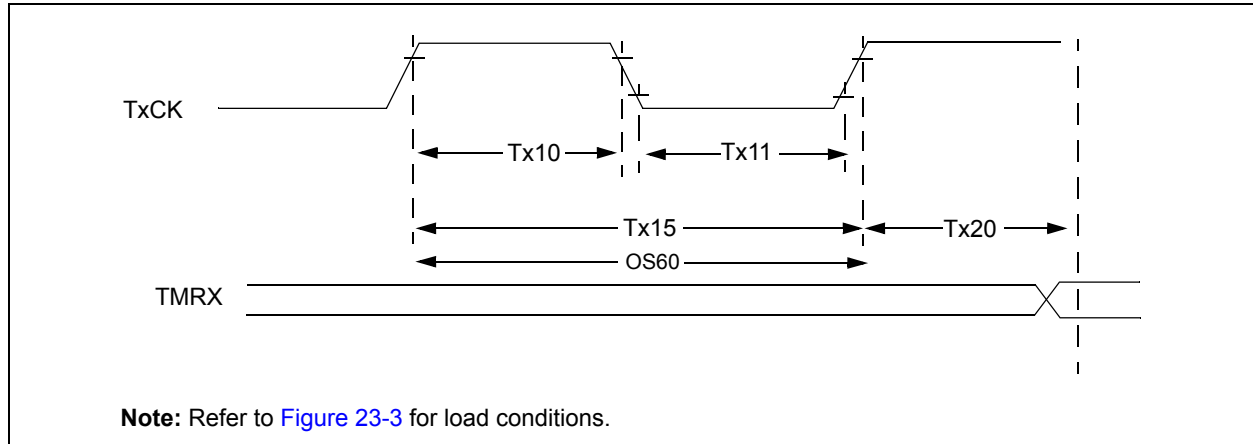 TxCK
Tx10
Tx11
Tx15
Tx20
OS60
TMRX
Note: Refer to Figure 23-3 for load conditions.